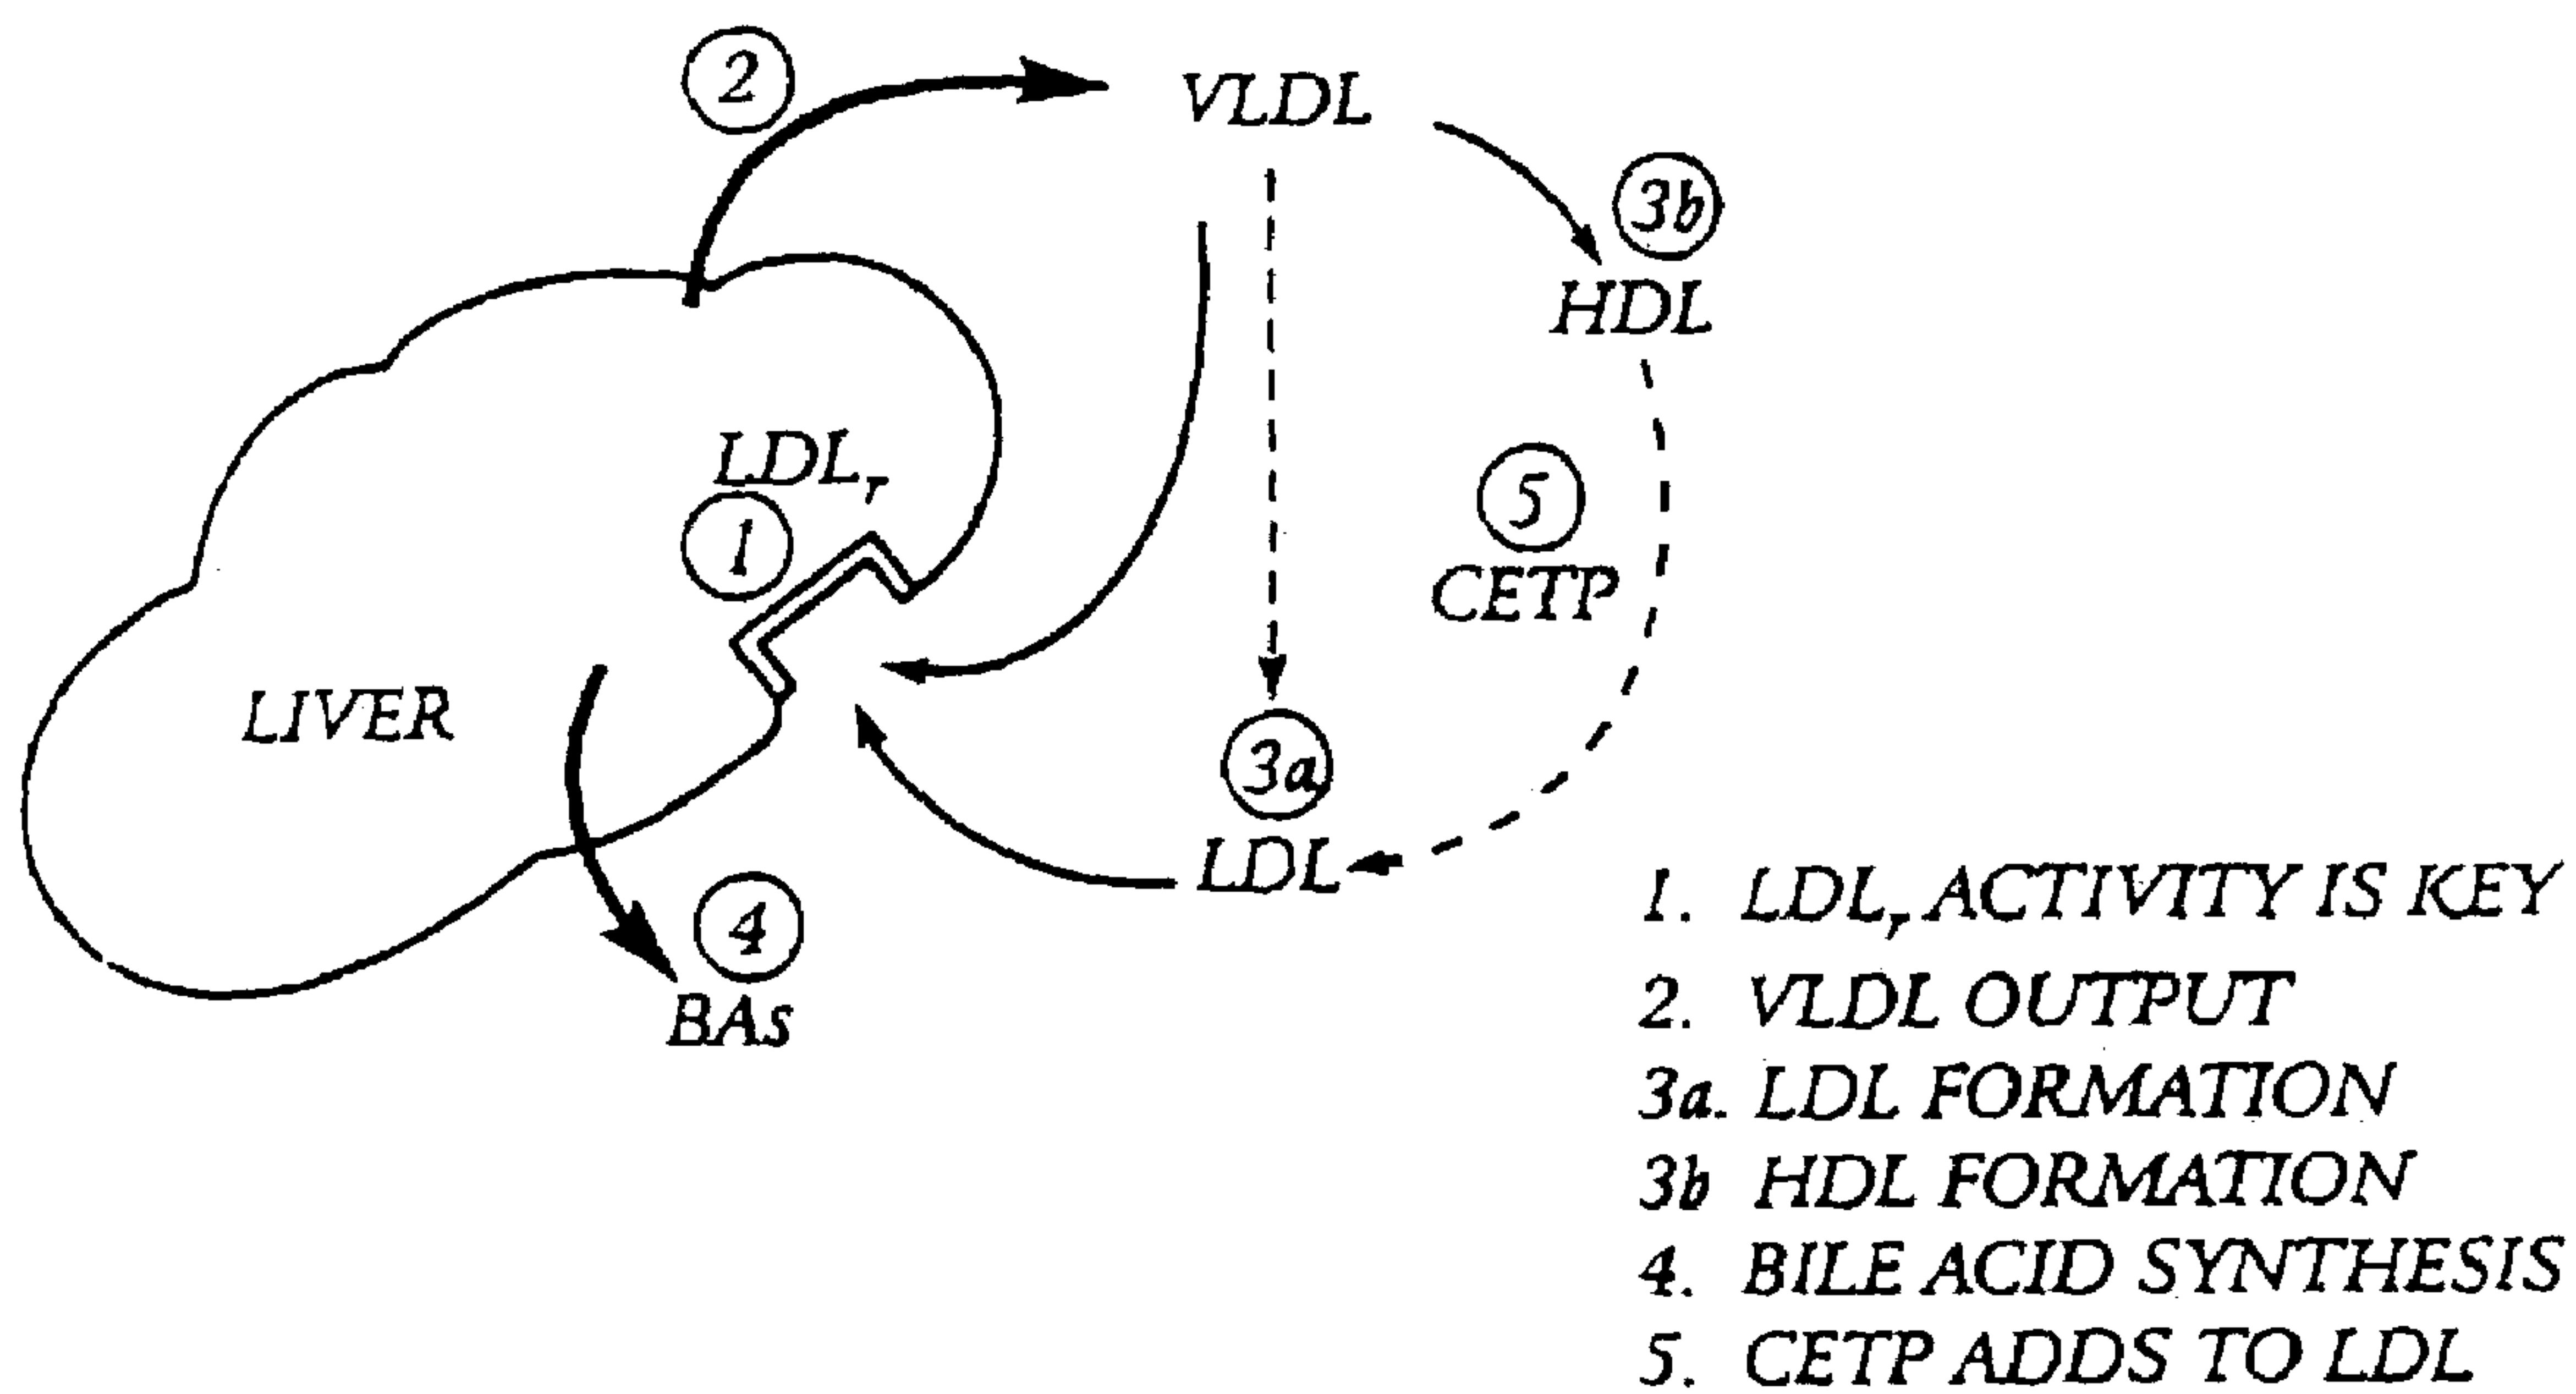 2
VLDL
3b
HDL
LDLr
1
5
CETP
LIVER
3a
LDL
4
BAs
1. LDLr ACTIVITY IS KEY
2. VLDL OUTPUT
3a. LDL FORMATION
3b HDL FORMATION
4. BILE ACID SYNTHESIS
5. CETP ADDS TO LDL